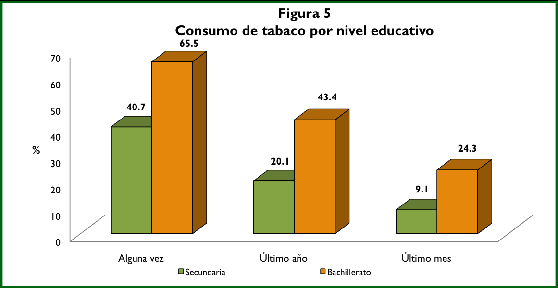 Figura 5
Consumo de tabaco por nivel educativo
65.5
70
60
50
40
30
20
10
0
%
40.7
43.4
20.1
24.3
9.1
Alguna vez
Último año
Último mes
Secundaria
Bachillerato